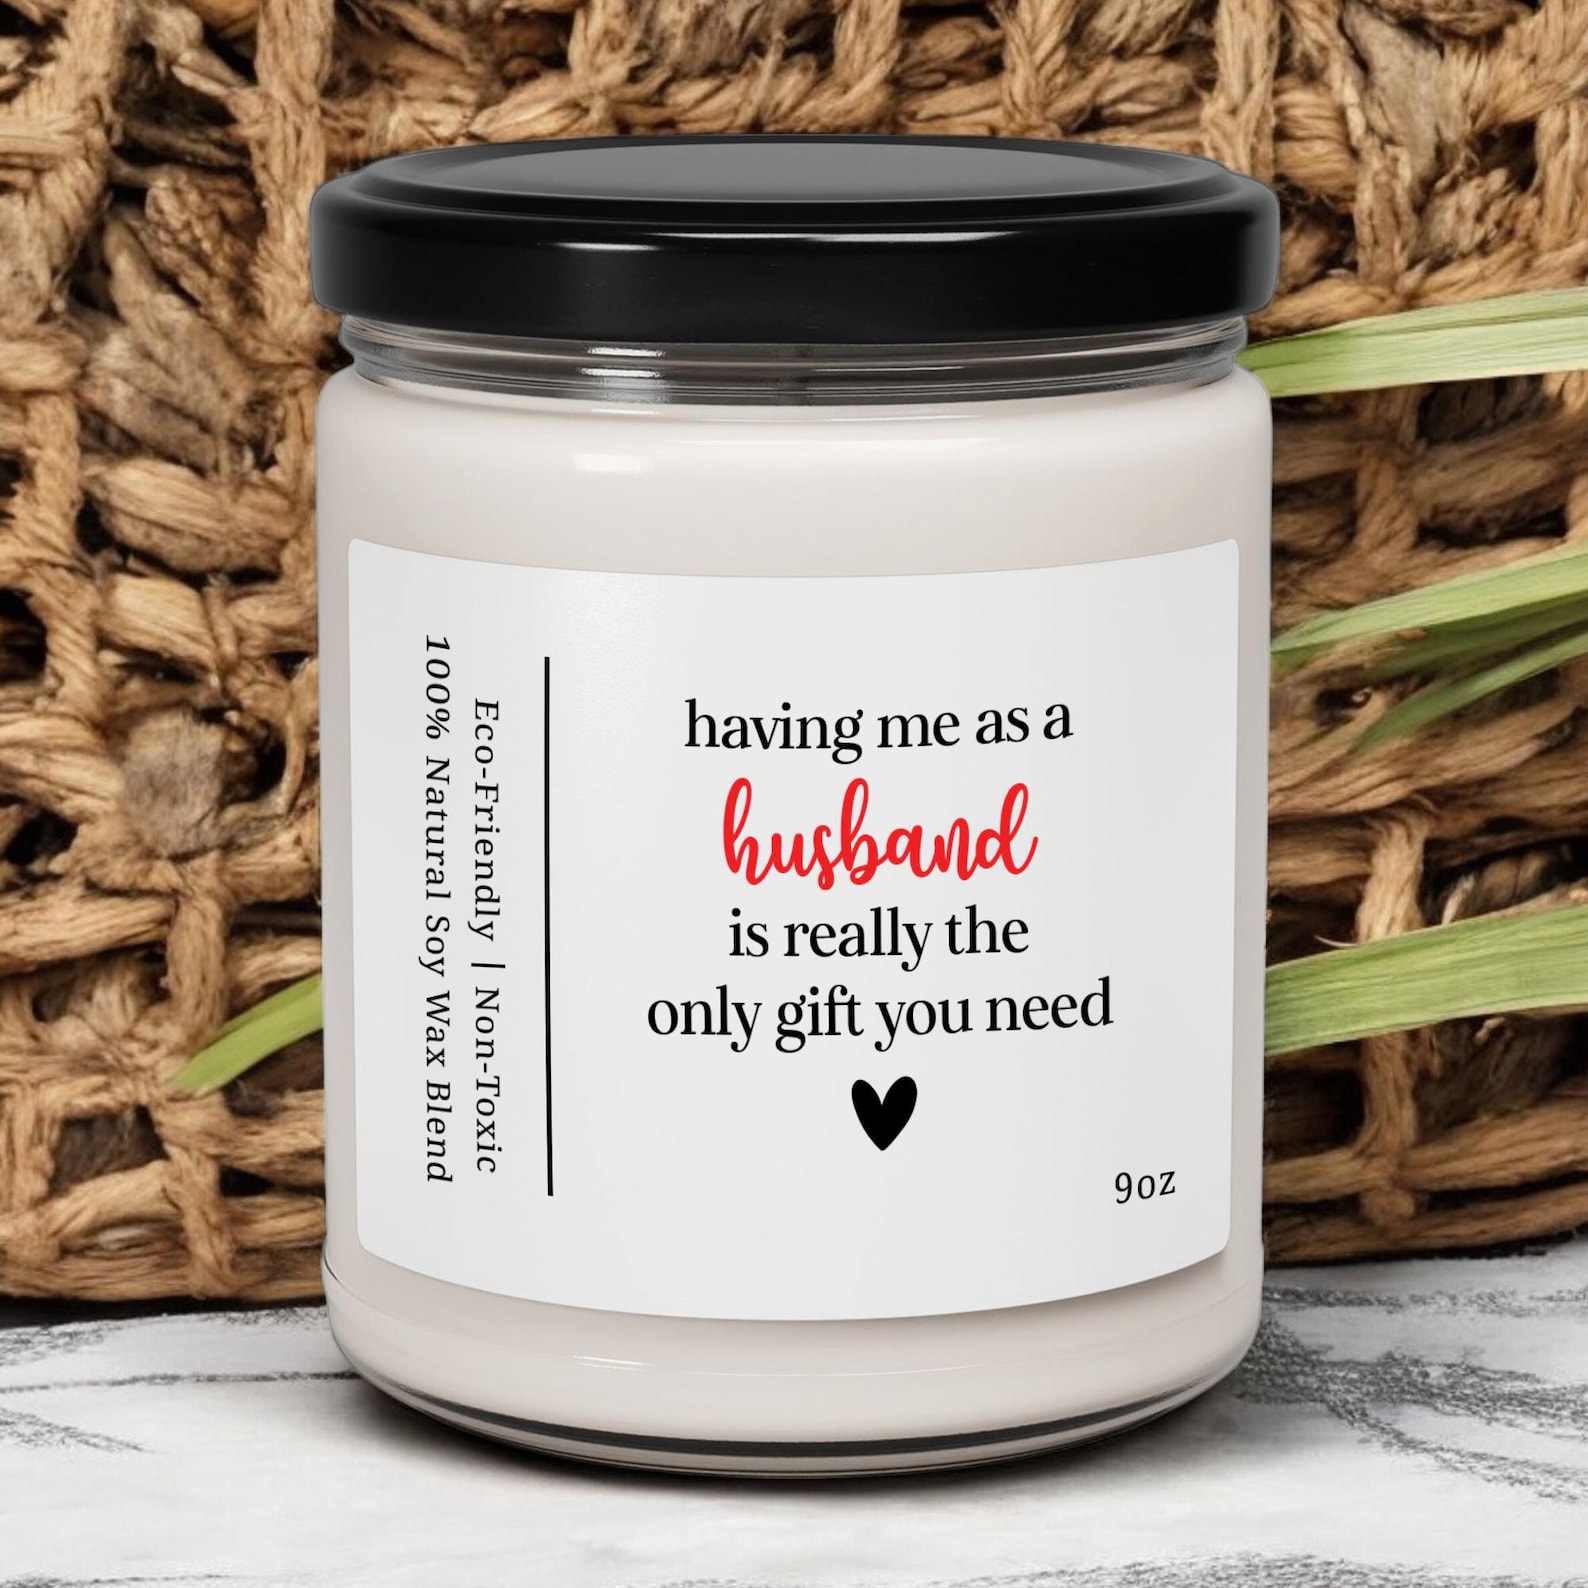 having me as a
husband
is really the
only gift you need
Eco-Friendly | Non-Toxic
100% Natural Soy Wax Blend
9oz